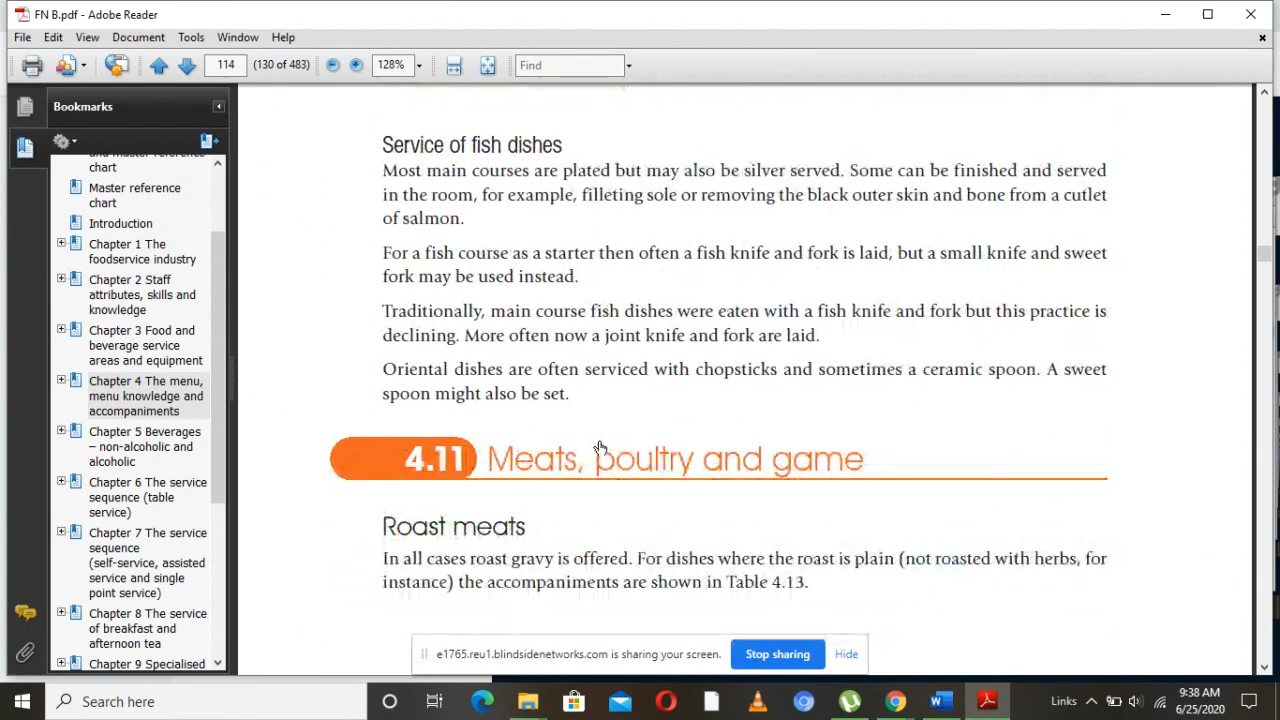 FN B.pdf - Adobe Reader
File Edit View Document Tools Window Help
114 (130 of 483) 128% Find
Bookmarks
and master reference
chart
Master reference
chart
Introduction
Chapter 1 The
foodservice industry
Chapter 2 Staff
attributes, skills and
knowledge
Chapter 3 Food and
beverage service
areas and equipment
Chapter 4 The menu,
menu knowledge and
accompaniments
Chapter 5 Beverages
– non-alcoholic and
alcoholic
Chapter 6 The service
sequence (table
service)
Chapter 7 The service
sequence
(self-service, assisted
service and single
point service)
Chapter 8 The service
of breakfast and
afternoon tea
Chapter 9 Specialised
Service of fish dishes
Most main courses are plated but may also be silver served. Some can be finished and served
in the room, for example, filleting sole or removing the black outer skin and bone from a cutlet
of salmon.
For a fish course as a starter then often a fish knife and fork is laid, but a small knife and sweet
fork may be used instead.
Traditionally, main course fish dishes were eaten with a fish knife and fork but this practice is
declining. More often now a joint knife and fork are laid.
Oriental dishes are often serviced with chopsticks and sometimes a ceramic spoon. A sweet
spoon might also be set.
4.11 Meats, poultry and game
Roast meats
In all cases roast gravy is offered. For dishes where the roast is plain (not roasted with herbs, for
instance) the accompaniments are shown in Table 4.13.
e1765.reu1.blindsidenetworks.com is sharing your screen. Stop sharing Hide
Search here Links 9:38 AM
6/25/2020